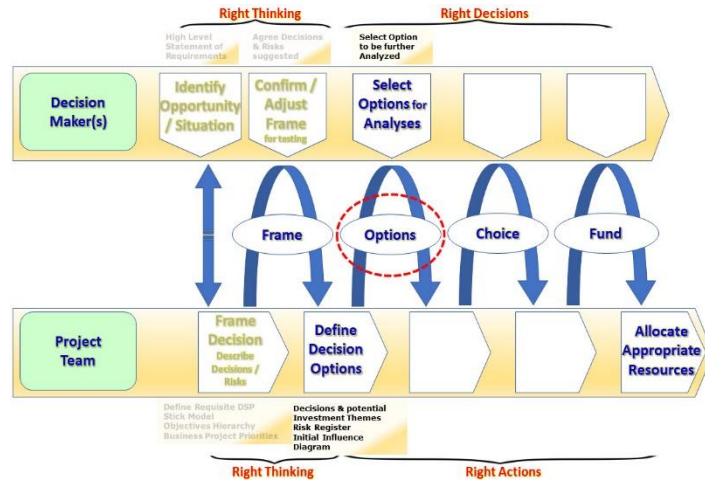 Right Thinking
Right Decisions
High Level
Statement of
Requirements
Agree Decisions
& Risks
suggested
Select Option
to be further
Analyzed
Decision
Maker(s)
Identify
Opportunity
/ Situation
Confirm /
Adjust
Frame
for testing
Select
Options for
Analyses
Frame
Options
Choice
Fund
Project
Team
Frame
Decision
Describe
Decisions /
Risks
Define
Decision
Options
Allocate
Appropriate
Resources
Define Requisite DSP
Stick Model
Objectives Hierarchy
Business Project Priorities
Decisions & potential
Investment Themes
Risk Register
Initial Influence
Diagram
Right Thinking
Right Actions